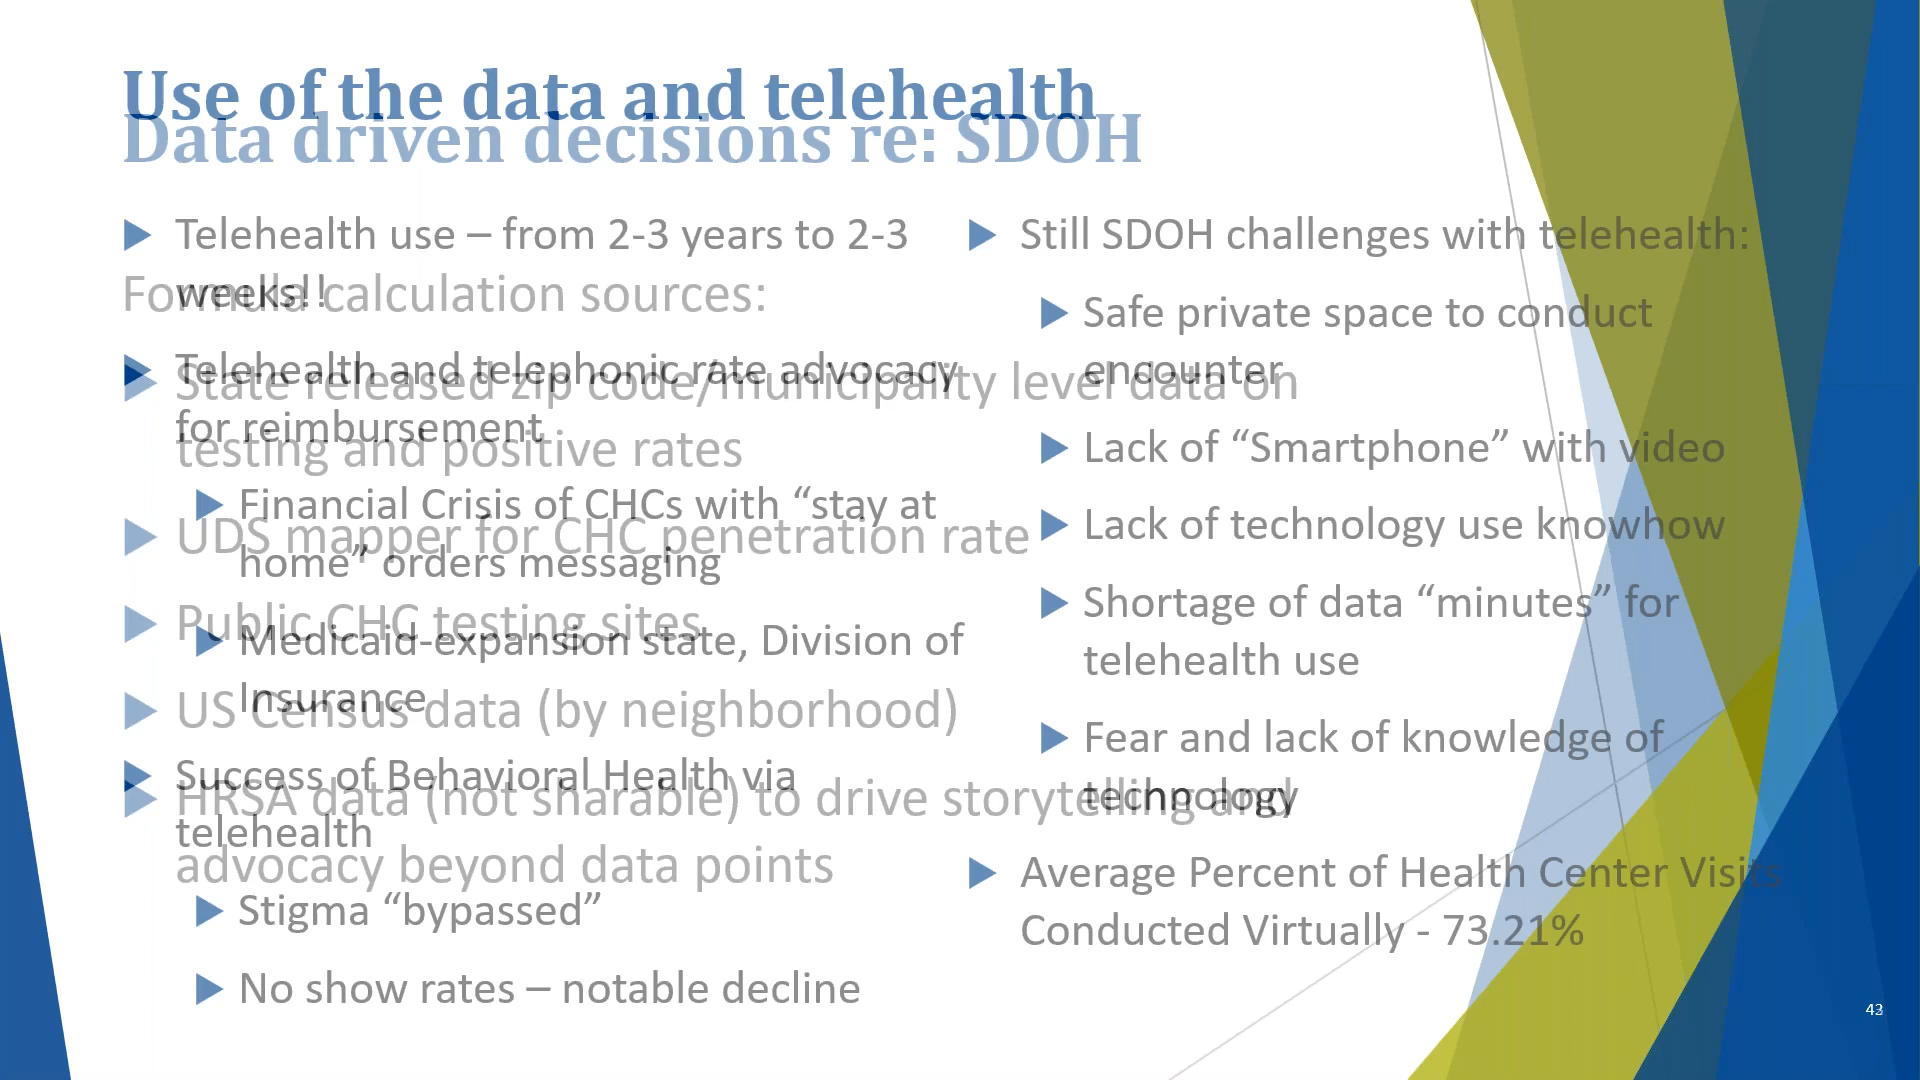 Use of the data and telehealth
Telehealth use – from 2-3 years to 2-3
weeks!!
Telehealth and telephonic rate advocacy
for reimbursement
Financial Crisis of CHCs with “stay at
home” orders messaging
Medicaid-expansion state, Division of
Insurance
Success of Behavioral Health via
telehealth
Stigma “bypassed”
No show rates – notable decline
Still SDOH challenges with telehealth:
Safe private space to conduct
encounter
Lack of “Smartphone” with video
Lack of technology use knowhow
Shortage of data “minutes” for
telehealth use
Fear and lack of knowledge of
technology
Average Percent of Health Center Visits
Conducted Virtually - 73.21%
Data driven decisions re: SDOH
Formula calculation sources:
State released zip code/municipality level data on
testing and positive rates
UDS mapper for CHC penetration rate
Public CHC testing sites
US Census data (by neighborhood)
HRSA data (not sharable) to drive storytelling and
advocacy beyond data points